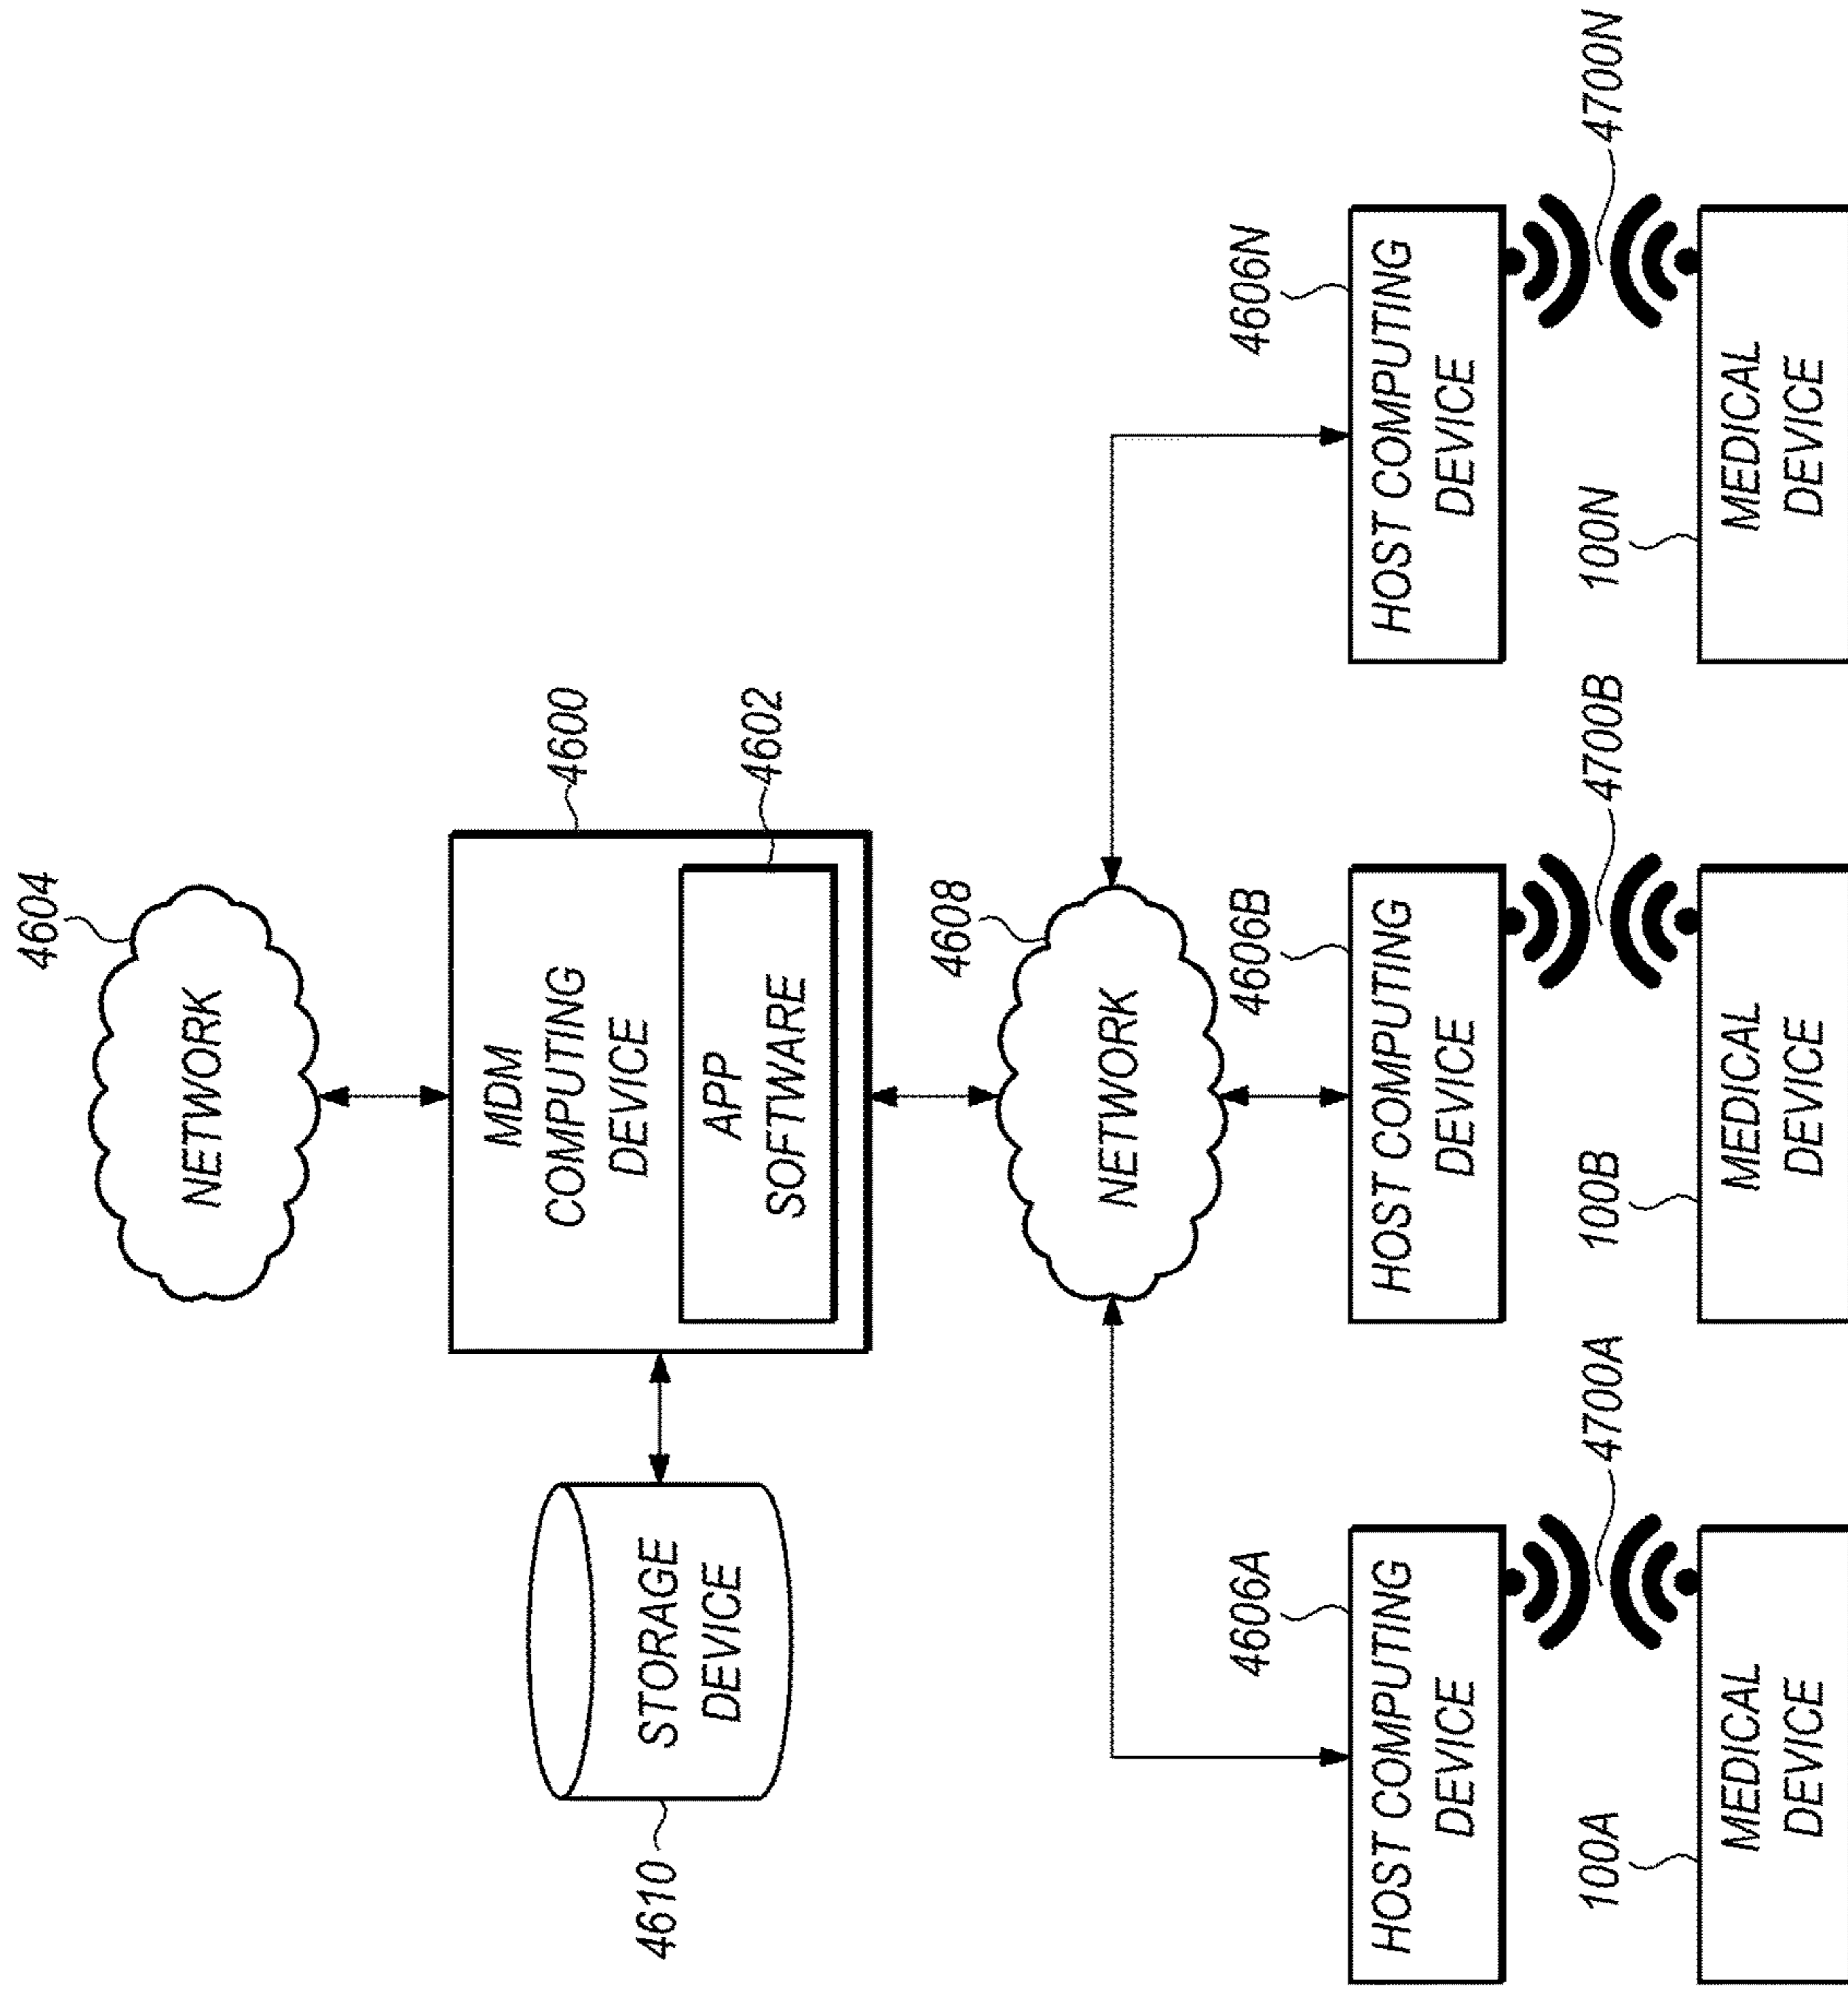 4604
NETWORK
4600
MDM
COMPUTING
DEVICE
4602
APP
SOFTWARE
STORAGE
DEVICE
4610
4608
NETWORK
4606A
HOST COMPUTING
DEVICE
4606B
HOST COMPUTING
DEVICE
4606N
HOST COMPUTING
DEVICE
100A
4700A
100B
4700B
100N
4700N
MEDICAL
DEVICE
MEDICAL
DEVICE
MEDICAL
DEVICE